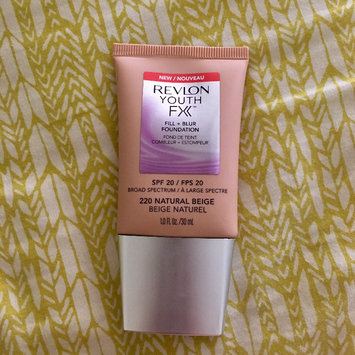 NEW / NOUVEAU
REVLON
YOUTH
FX™
FILL + BLUR
FOUNDATION
FOND DE TEINT
COMBLEUR + ESTOMPEUR
SPF 20 / FPS 20
BROAD SPECTRUM / À LARGE SPECTRE
220 NATURAL BEIGE
BEIGE NATUREL
1.0 Fl. Oz. / 30 mL